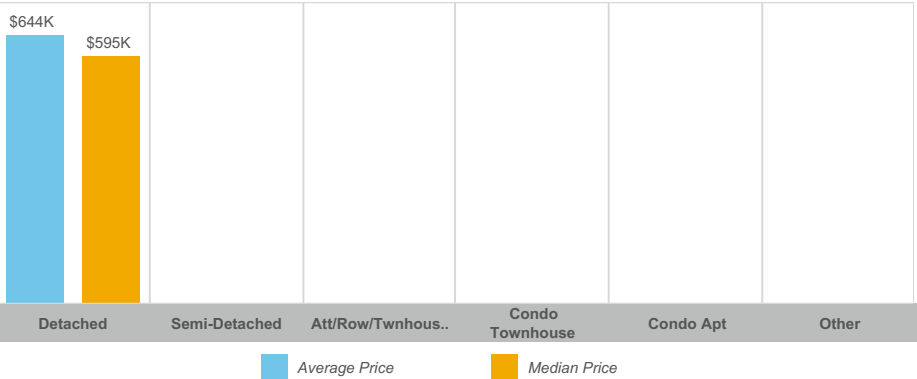 $644K
$595K
Detached
Semi-Detached
Att/Row/Twnhous..
Condo
Townhouse
Condo Apt
Other
Average Price
Median Price